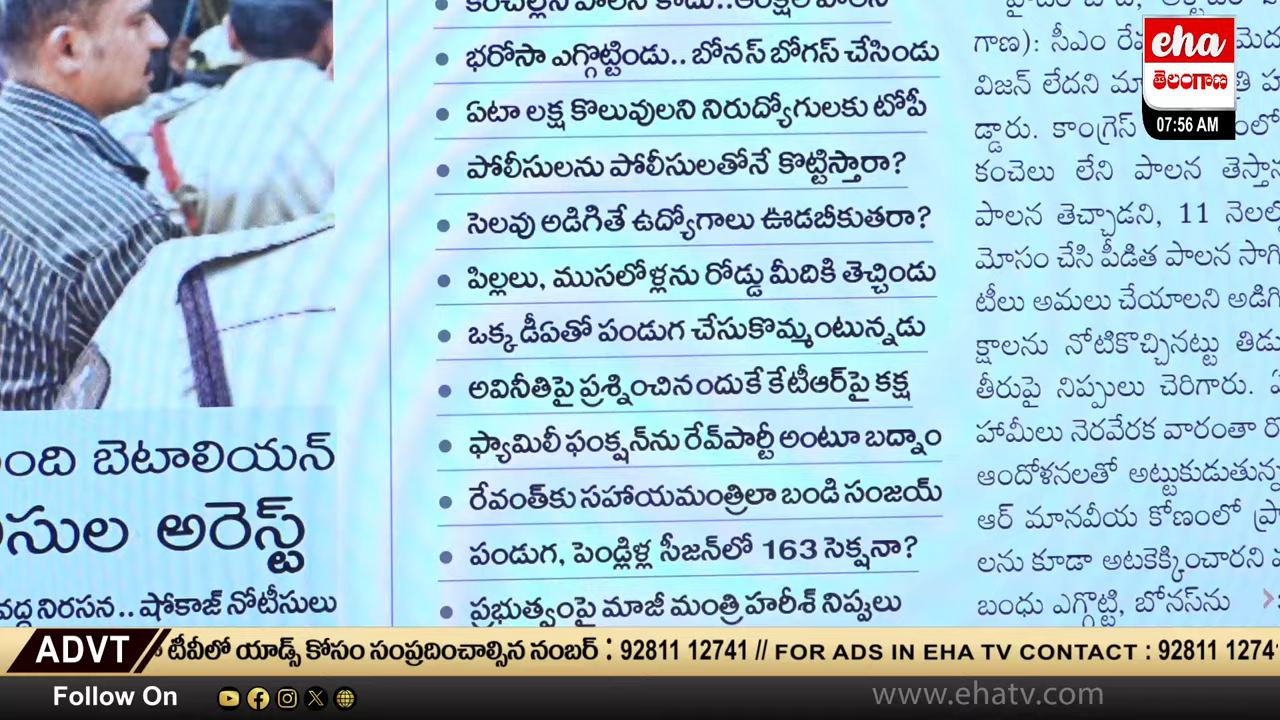 భరోసా ఎగ్గొట్టిండు.. బోనస్ బోగస్ చేసిండు
ఏటా లక్ష కొలువులని నిరుద్యోగులకు టోపీ
పోలీసులను పోలీసులతోనే కొట్టిస్తారా?
సెలవు అడిగితే ఉద్యోగాలు ఊడబీకుతరా?
పిల్లలు, ముసలోళ్లను రోడ్డు మీదికి తెచ్చిండు
ఒక్క డీఏతో పండుగ చేసుకొమ్మంటున్నడు
అవినీతిపై ప్రశ్నించినందుకే కేటీఆర్‌పై కక్ష
ఫ్యామిలీ ఫంక్షన్‌ను రేవ్‌పార్టీ అంటూ బద్నాం
రేవంత్‌కు సహాయమంత్రిలా బండి సంజయ్
పండుగ, పెండ్లిళ్ల సీజన్‌లో 163 సెక్షనా?
ప్రభుత్వంపై మాజీ మంత్రి హరీశ్ నిప్పులు
బెటాలియన్
అరెస్ట్
నిరసన.. షోకాజ్ నోటీసులు
గాణ): సీఎం
విజన్ లేదని
డ్డారు. కాంగ్రెస్
కంచెలు లేని పాలన
పాలన తెచ్చాడని, 11
మోసం చేసి పీడిత పాలన
టీలు అమలు చేయాలని
క్షాలను నోటికొచ్చినట్టు
తీరుపై నిప్పులు చెరిగారు.
హామీలు నెరవేరక వారంతా
ఆందోళనలతో
ఆర్ మానవీయ కోణంలో
లను కూడా అటకెక్కించారని
బంధు ఎగ్గొట్టి, బోనస్‌ను
eha
తెలంగాణ
07:56 AM
ADVT టీవీలో యాడ్స్ కోసం సంప్రదించాల్సిన నంబర్ : 92811 12741 // FOR ADS IN EHA TV CONTACT : 92811 1274
Follow On www.ehatv.com